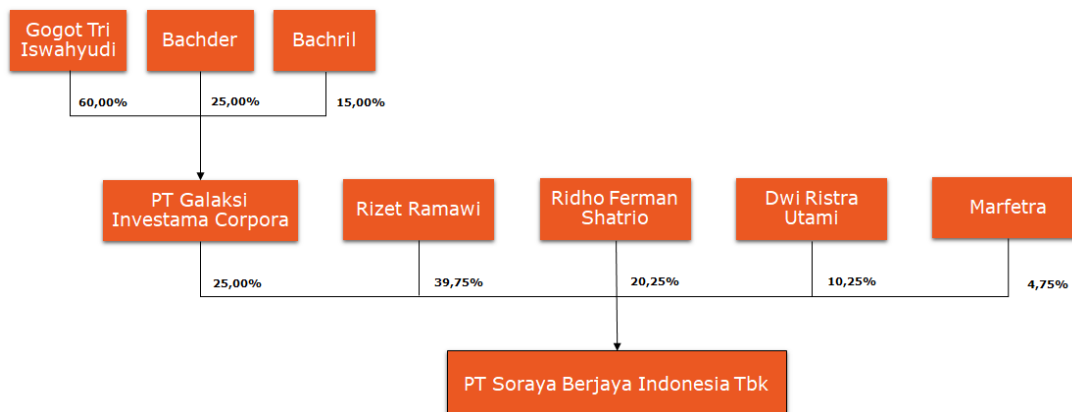 Gogot Tri
Iswahyudi
Bachder
Bachril
60,00%
25,00%
15,00%
PT Galaksi
Investama Corpora
Rizet Ramawi
Ridho Ferman
Shatrio
Dwi Ristra
Utami
Marfetra
25,00%
39,75%
20,25%
10,25%
4,75%
PT Soraya Berjaya Indonesia Tbk